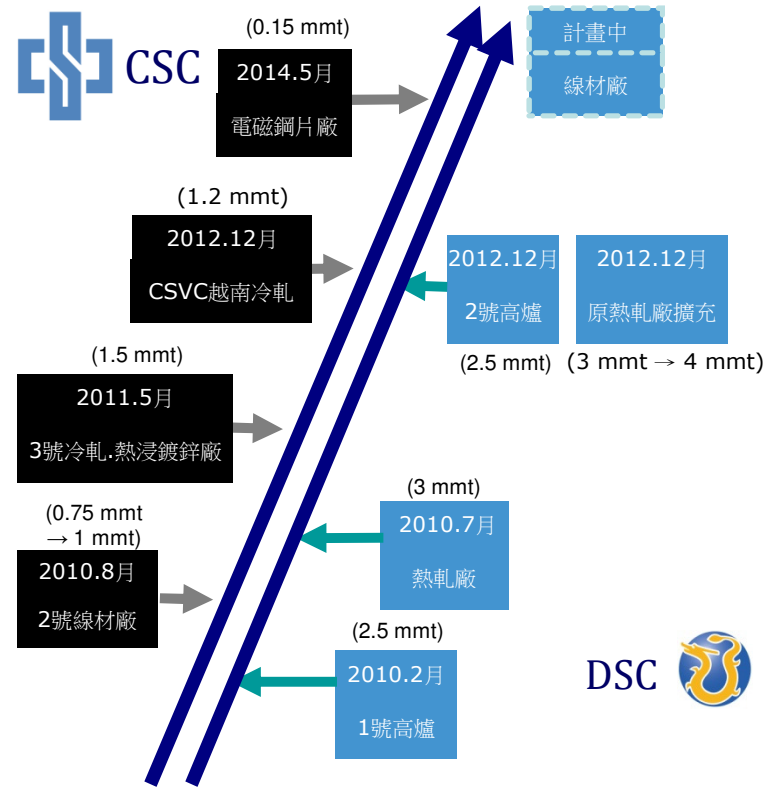 (0.15 mmt)
CSC
2014.5月
電磁鋼片廠
計畫中
線材廠
(1.2 mmt)
2012.12月
CSVC越南冷軋
2012.12月
2號高爐
(2.5 mmt)
2012.12月
原熱軋廠擴充
(3 mmt → 4 mmt)
(1.5 mmt)
2011.5月
3號冷軋.熱浸鍍鋅廠
(3 mmt)
2010.7月
熱軋廠
(0.75 mmt
→ 1 mmt)
2010.8月
2號線材廠
(2.5 mmt)
2010.2月
1號高爐
DSC